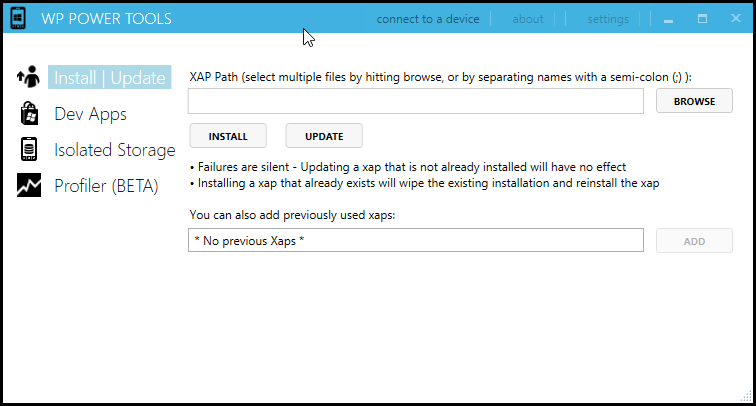 WP POWER TOOLS
connect to a device
about
settings
Install | Update
Dev Apps
Isolated Storage
Profiler (BETA)
XAP Path (select multiple files by hitting browse, or by separating names with a semi-colon (;) ):
BROWSE
INSTALL
UPDATE
• Failures are silent - Updating a xap that is not already installed will have no effect
• Installing a xap that already exists will wipe the existing installation and reinstall the xap
You can also add previously used xaps:
* No previous Xaps *
ADD